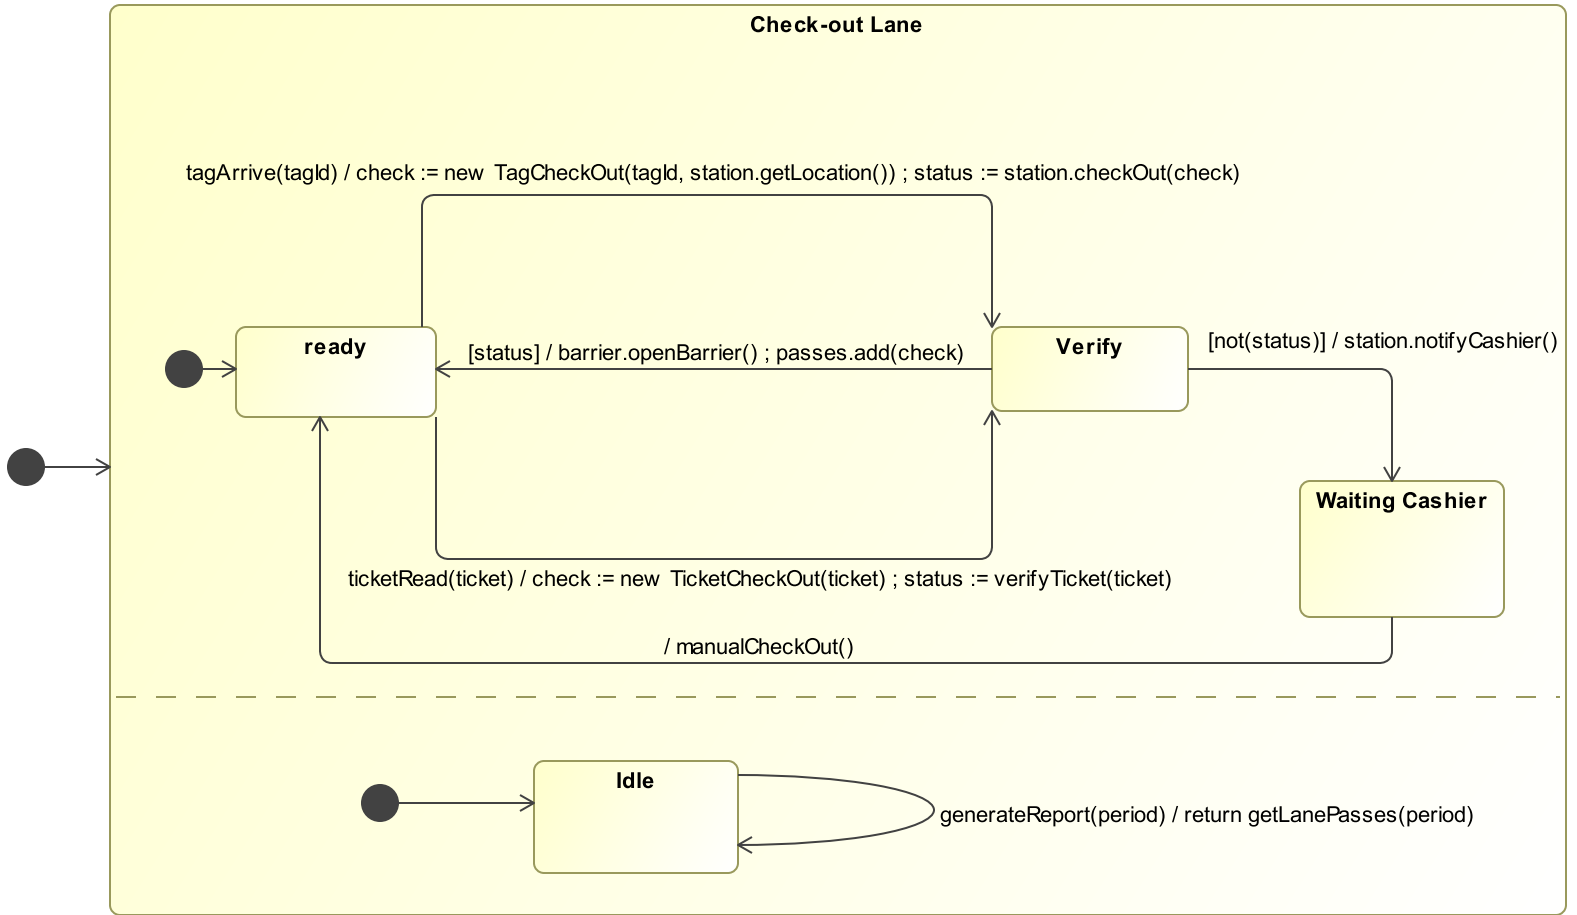 Check-out Lane
tagArrive(tagId) / check := new TagCheckOut(tagId, station.getLocation()) ; status := station.checkOut(check)
ready
[status] / barrier.openBarrier() ; passes.add(check)
Verify
[not(status)] / station.notifyCashier()
Waiting Cashier
ticketRead(ticket) / check := new TicketCheckOut(ticket) ; status := verifyTicket(ticket)
/ manualCheckOut()
Idle
generateReport(period) / return getLanePasses(period)